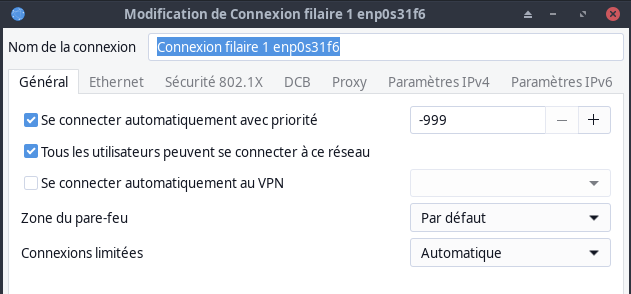 Modification de Connexion filaire 1 enp0s31f6
Nom de la connexion Connexion filaire 1 enp0s31f6
Général Ethernet Sécurité 802.1X DCB Proxy Paramètres IPv4 Paramètres IPv6
Se connecter automatiquement avec priorité -999 − +
Tous les utilisateurs peuvent se connecter à ce réseau
Se connecter automatiquement au VPN
Zone du pare-feu Par défaut
Connexions limitées Automatique